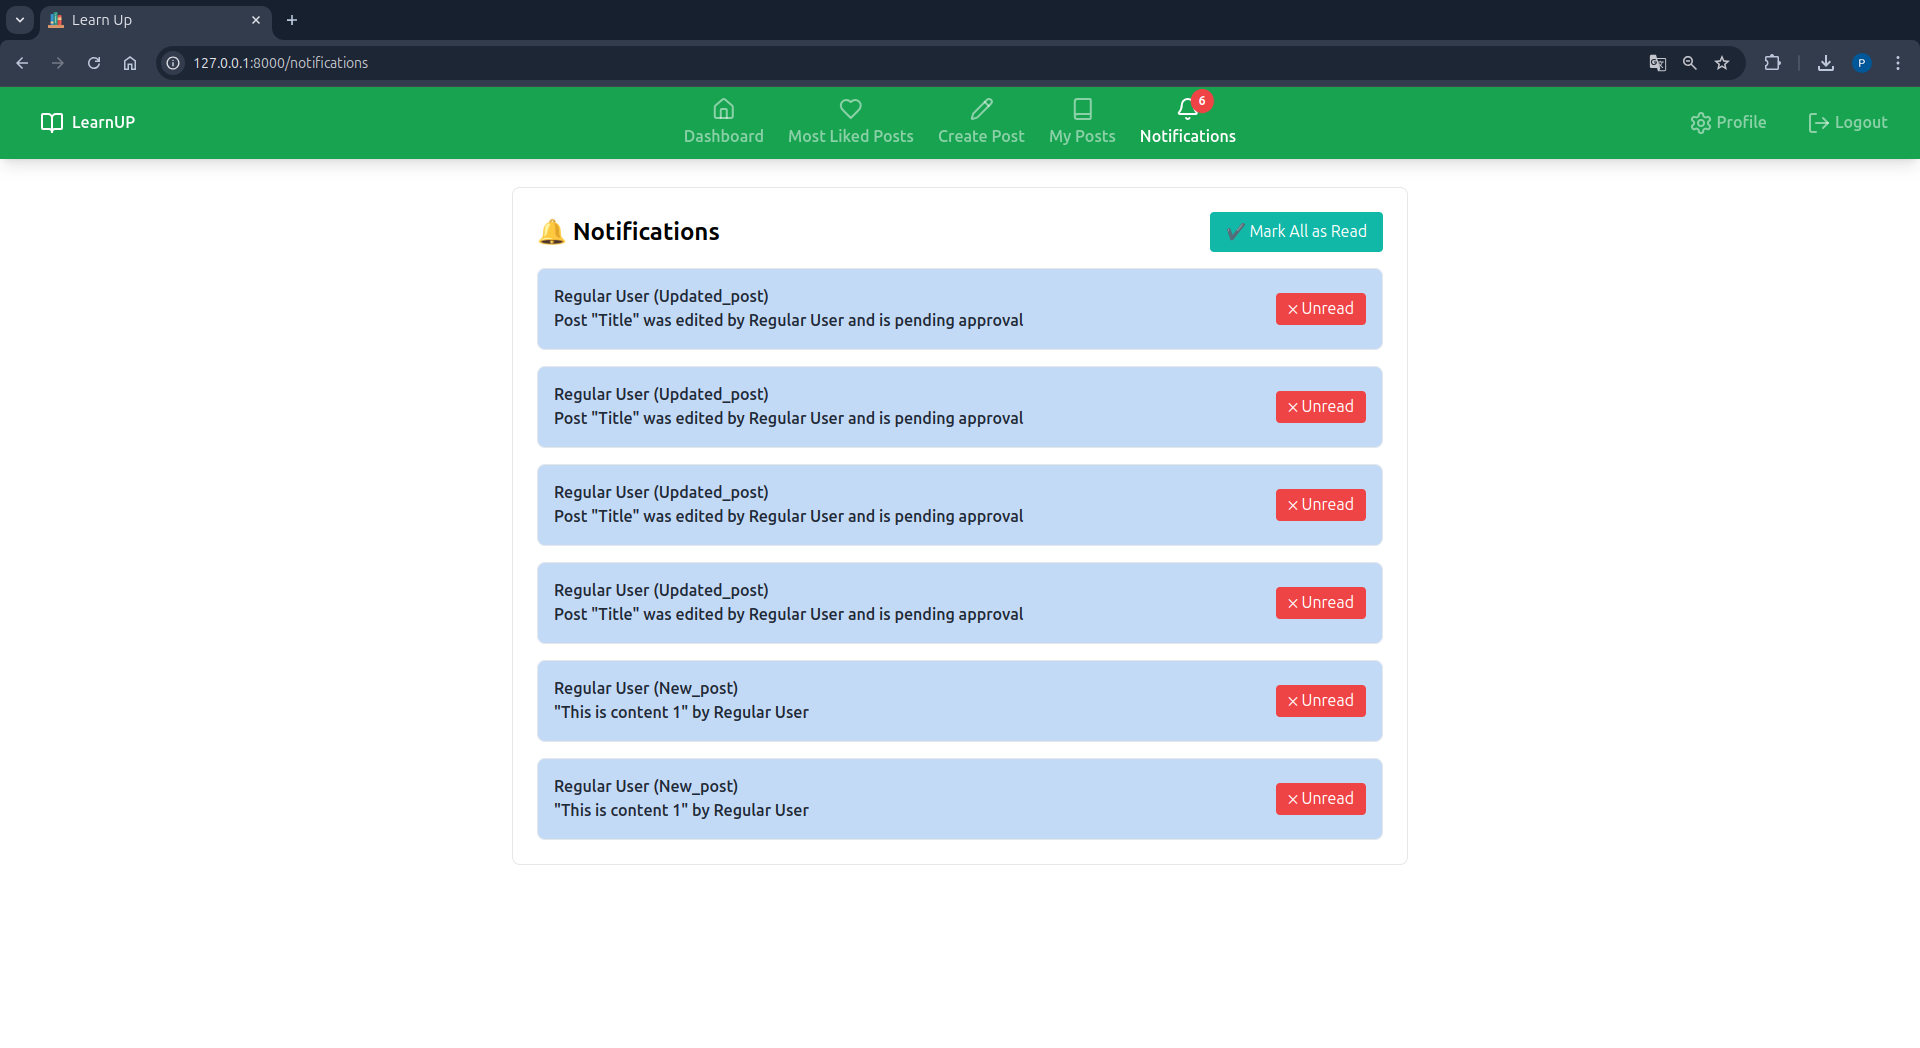 Learn Up
127.0.0.1:8000/notifications
P
LearnUP
Dashboard
Most Liked Posts
Create Post
My Posts
6
Notifications
Profile
Logout
Notifications
Mark All as Read
Regular User (Updated_post)
Post "Title" was edited by Regular User and is pending approval
Unread
Regular User (Updated_post)
Post "Title" was edited by Regular User and is pending approval
Unread
Regular User (Updated_post)
Post "Title" was edited by Regular User and is pending approval
Unread
Regular User (Updated_post)
Post "Title" was edited by Regular User and is pending approval
Unread
Regular User (New_post)
"This is content 1" by Regular User
Unread
Regular User (New_post)
"This is content 1" by Regular User
Unread